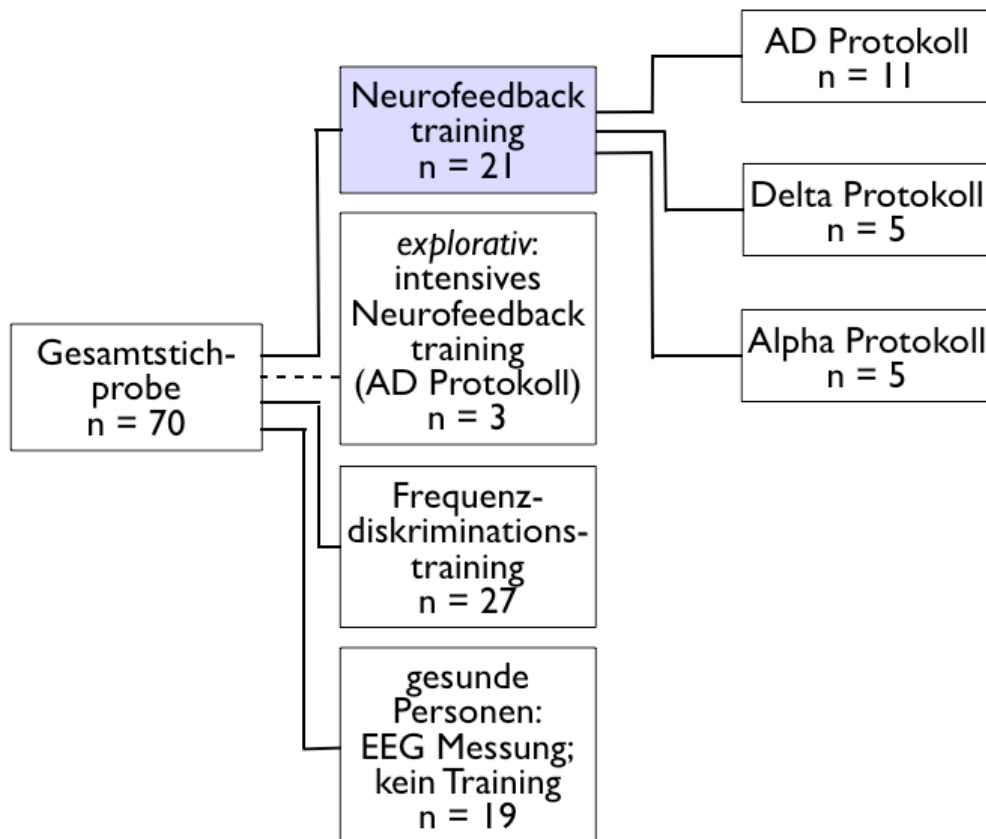 Gesamtstich-
probe
n = 70
Neurofeedback
training
n = 21
explorativ:
intensives
Neurofeedback
training
(AD Protokoll)
n = 3
Frequenz-
diskriminations-
training
n = 27
gesunde
Personen:
EEG Messung;
kein Training
n = 19
AD Protokoll
n = 11
Delta Protokoll
n = 5
Alpha Protokoll
n = 5